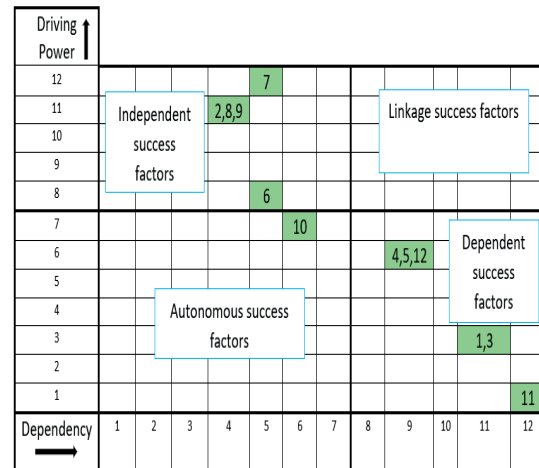 Driving
Power
12
7
11
Independent
success
factors
2,8,9
Linkage success factors
10
9
8
6
7
10
6
4,5,12
Dependent
success
factors
5
4
Autonomous success
factors
3
1,3
2
1
11
Dependency
1 2 3 4 5 6 7 8 9 10 11 12